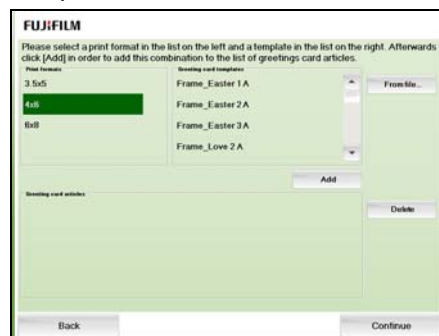 FUJIFILM
Please select a print format in the list on the left and a template in the list on the right. Afterwards
click [Add] in order to add this combination to the list of greetings card articles.
Print formats
Greeting card templates
3.5x5
Frame_Easter 1 A
From file...
4x6
Frame_Easter 2 A
6x8
Frame_Easter 3 A
Frame_Love 2 A
Add
Greeting card articles
Delete
Back
Continue